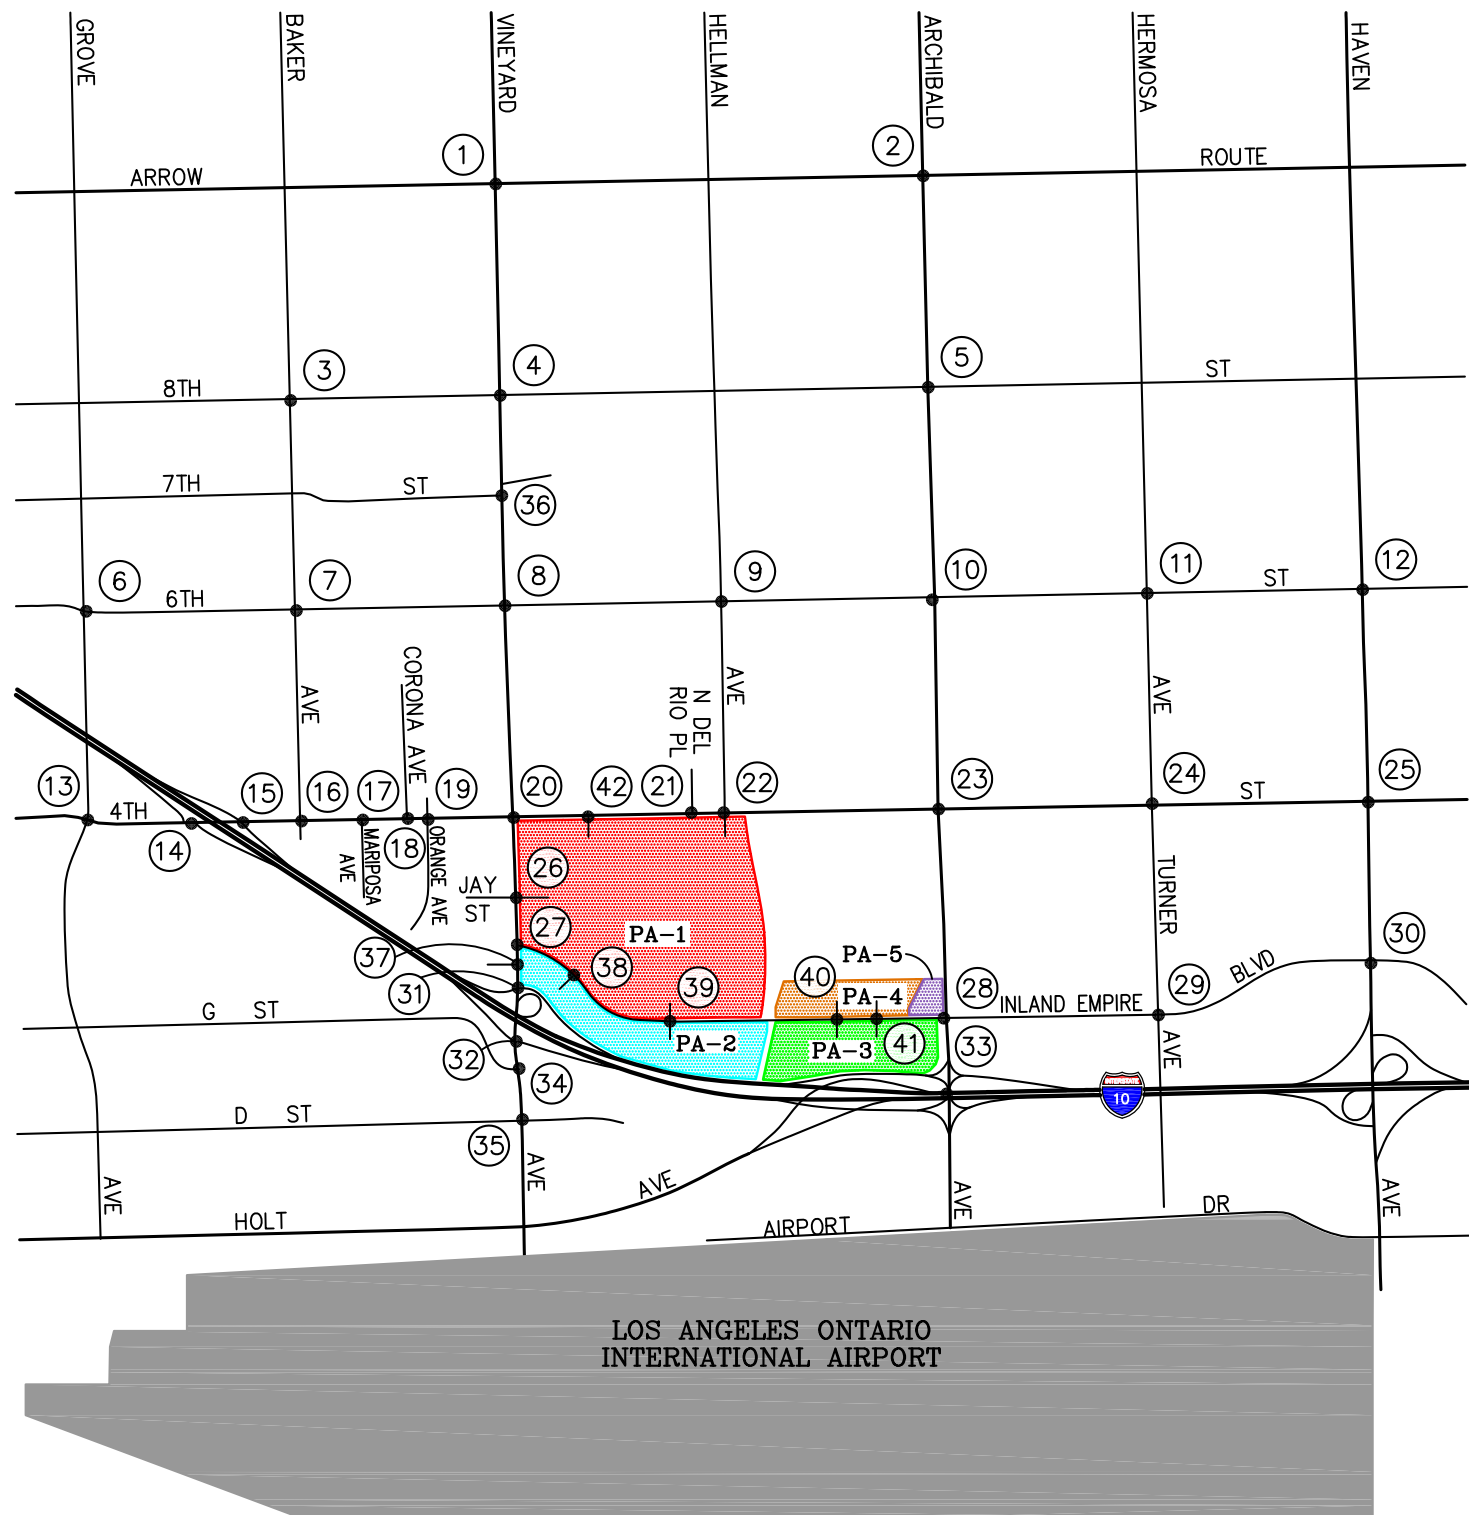 GROVE
BAKER
VINEYARD
HELLMAN
ARCHIBALD
HERMOSA
HAVEN
1
2
ARROW
ROUTE
3
4
5
8TH
ST
7TH
ST
36
6
7
8
9
10
11
12
6TH
ST
CORONA AVE
AVE
N DEL
RIO PL
AVE
AVE
13
15
16
17
19
20
42
21
22
23
24
25
4TH
ST
14
18
MARIPOSA
AVE
ORANGE AVE
26
JAY
ST
TURNER
27
PA-1
37
38
PA-5
30
31
39
40
PA-4
28
29
BLVD
INLAND EMPIRE
G ST
PA-2
PA-3
41
33
AVE
32
34
10
D ST
35
AVE
AVE
AVE
AVE
AVE
HOLT
AIRPORT
DR
LOS ANGELES ONTARIO
INTERNATIONAL AIRPORT